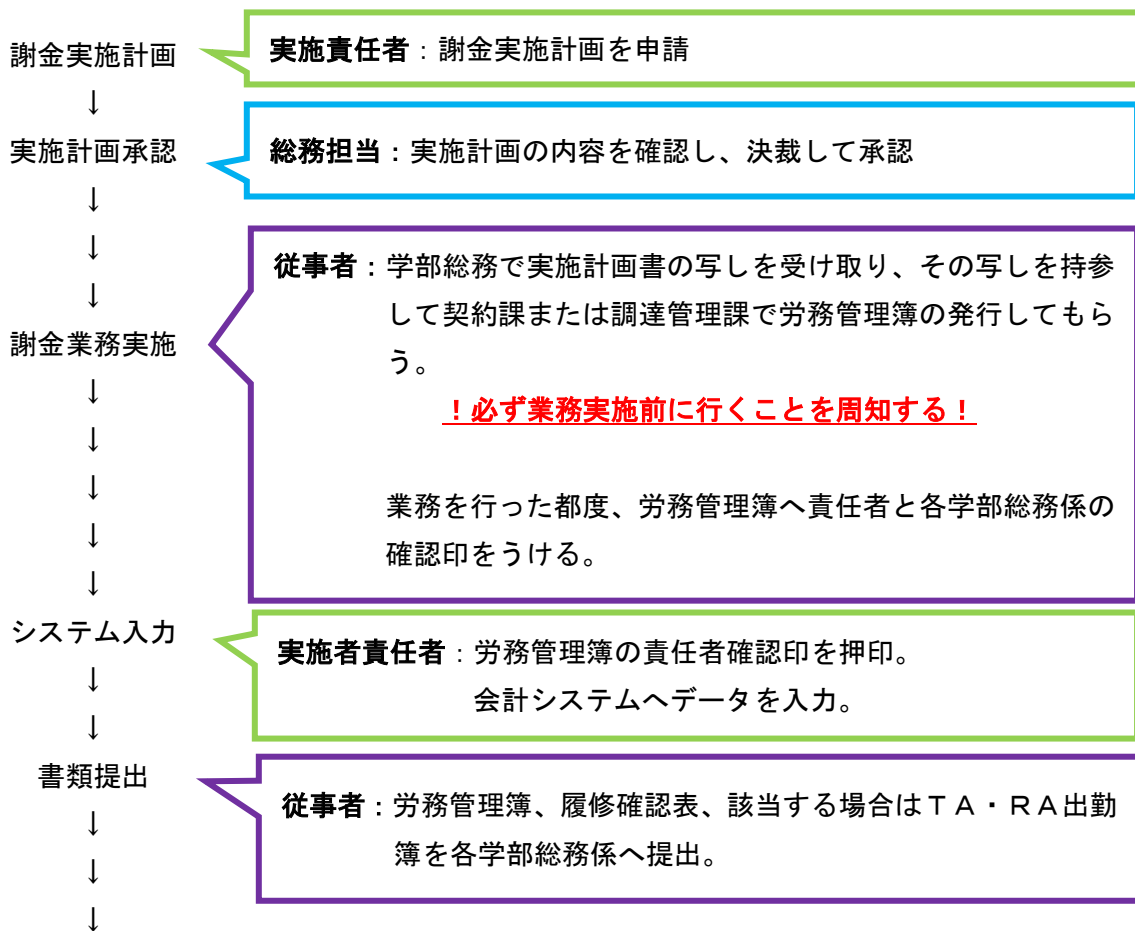 謝金実施計画
実施責任者：謝金実施計画を申請
↓
実施計画承認
総務担当：実施計画の内容を確認し、決裁して承認
↓
↓
↓
謝金業務実施
従事者：学部総務で実施計画書の写しを受け取り、その写しを持参
して契約課または調達管理課で労務管理簿の発行してもら
う。
！必ず業務実施前に行くことを周知する！
業務を行った都度、労務管理簿へ責任者と各学部総務係の
確認印をうける。
↓
↓
↓
↓
↓
システム入力
実施者責任者：労務管理簿の責任者確認印を押印。
会計システムへデータを入力。
↓
↓
書類提出
従事者：労務管理簿、履修確認表、該当する場合はＴＡ・ＲＡ出勤
簿を各学部総務係へ提出。
↓
↓
↓